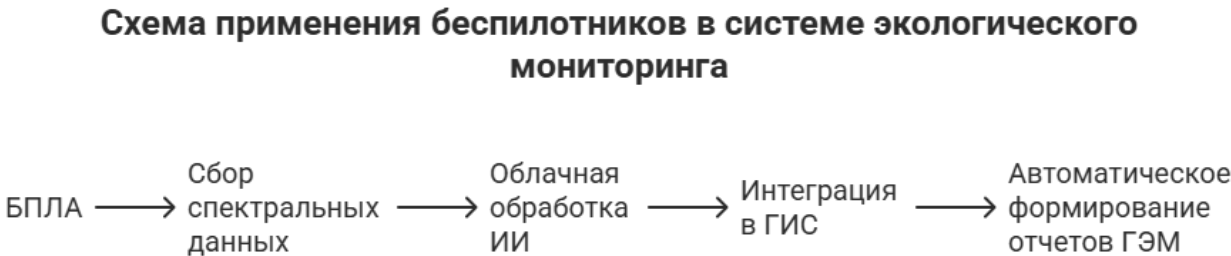 Схема применения беспилотников в системе экологического
мониторинга
БПЛА
Сбор
спектральных
данных
Облачная
обработка
ИИ
Интеграция
в ГИС
Автоматическое
формирование
отчетов ГЭМ